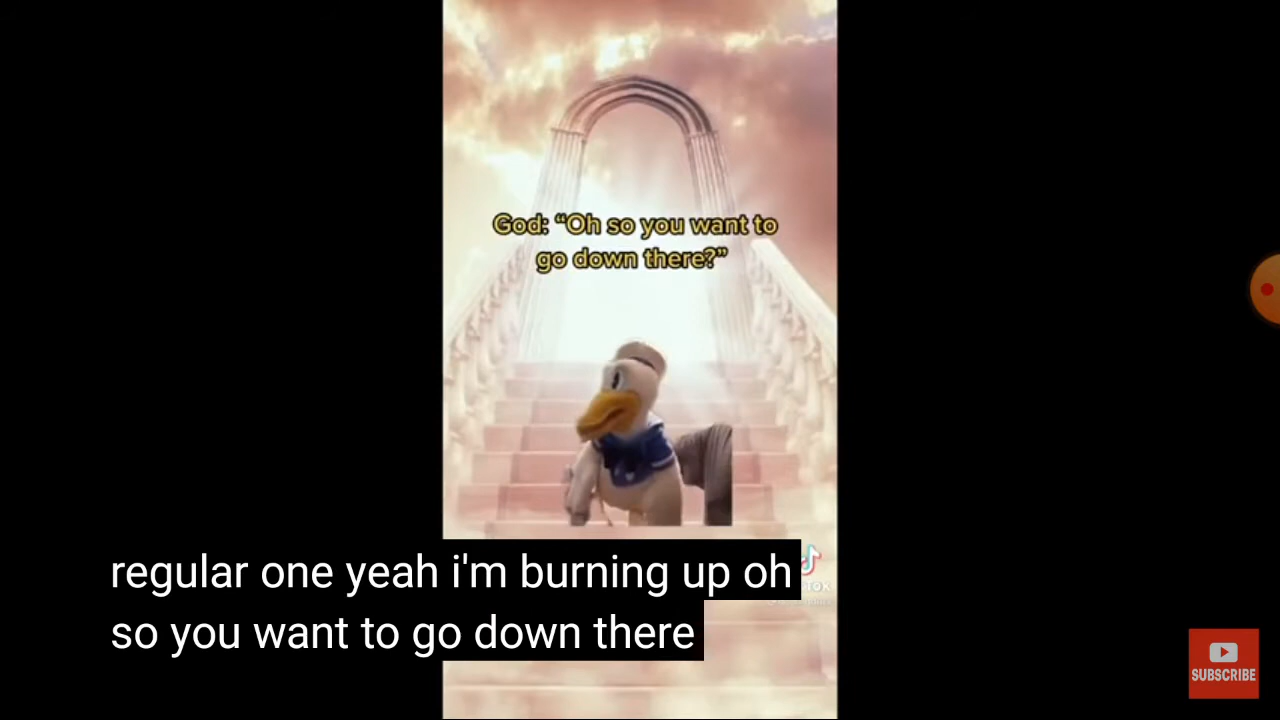 God: “Oh so you want to
go down there?”
regular one yeah i'm burning up oh
so you want to go down there
SUBSCRIBE